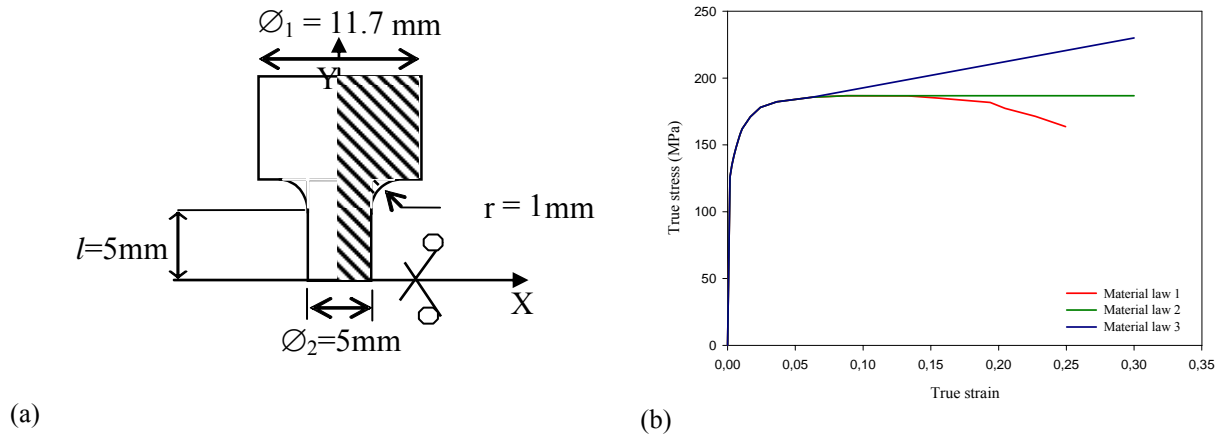 ∅₁ = 11.7 mm
Y
r = 1mm
l=5mm
X
∅₂=5mm
(a)
250
200
150
100
50
0
True stress (MPa)
Material law 1
Material law 2
Material law 3
0,00 0,05 0,10 0,15 0,20 0,25 0,30 0,35
True strain
(b)